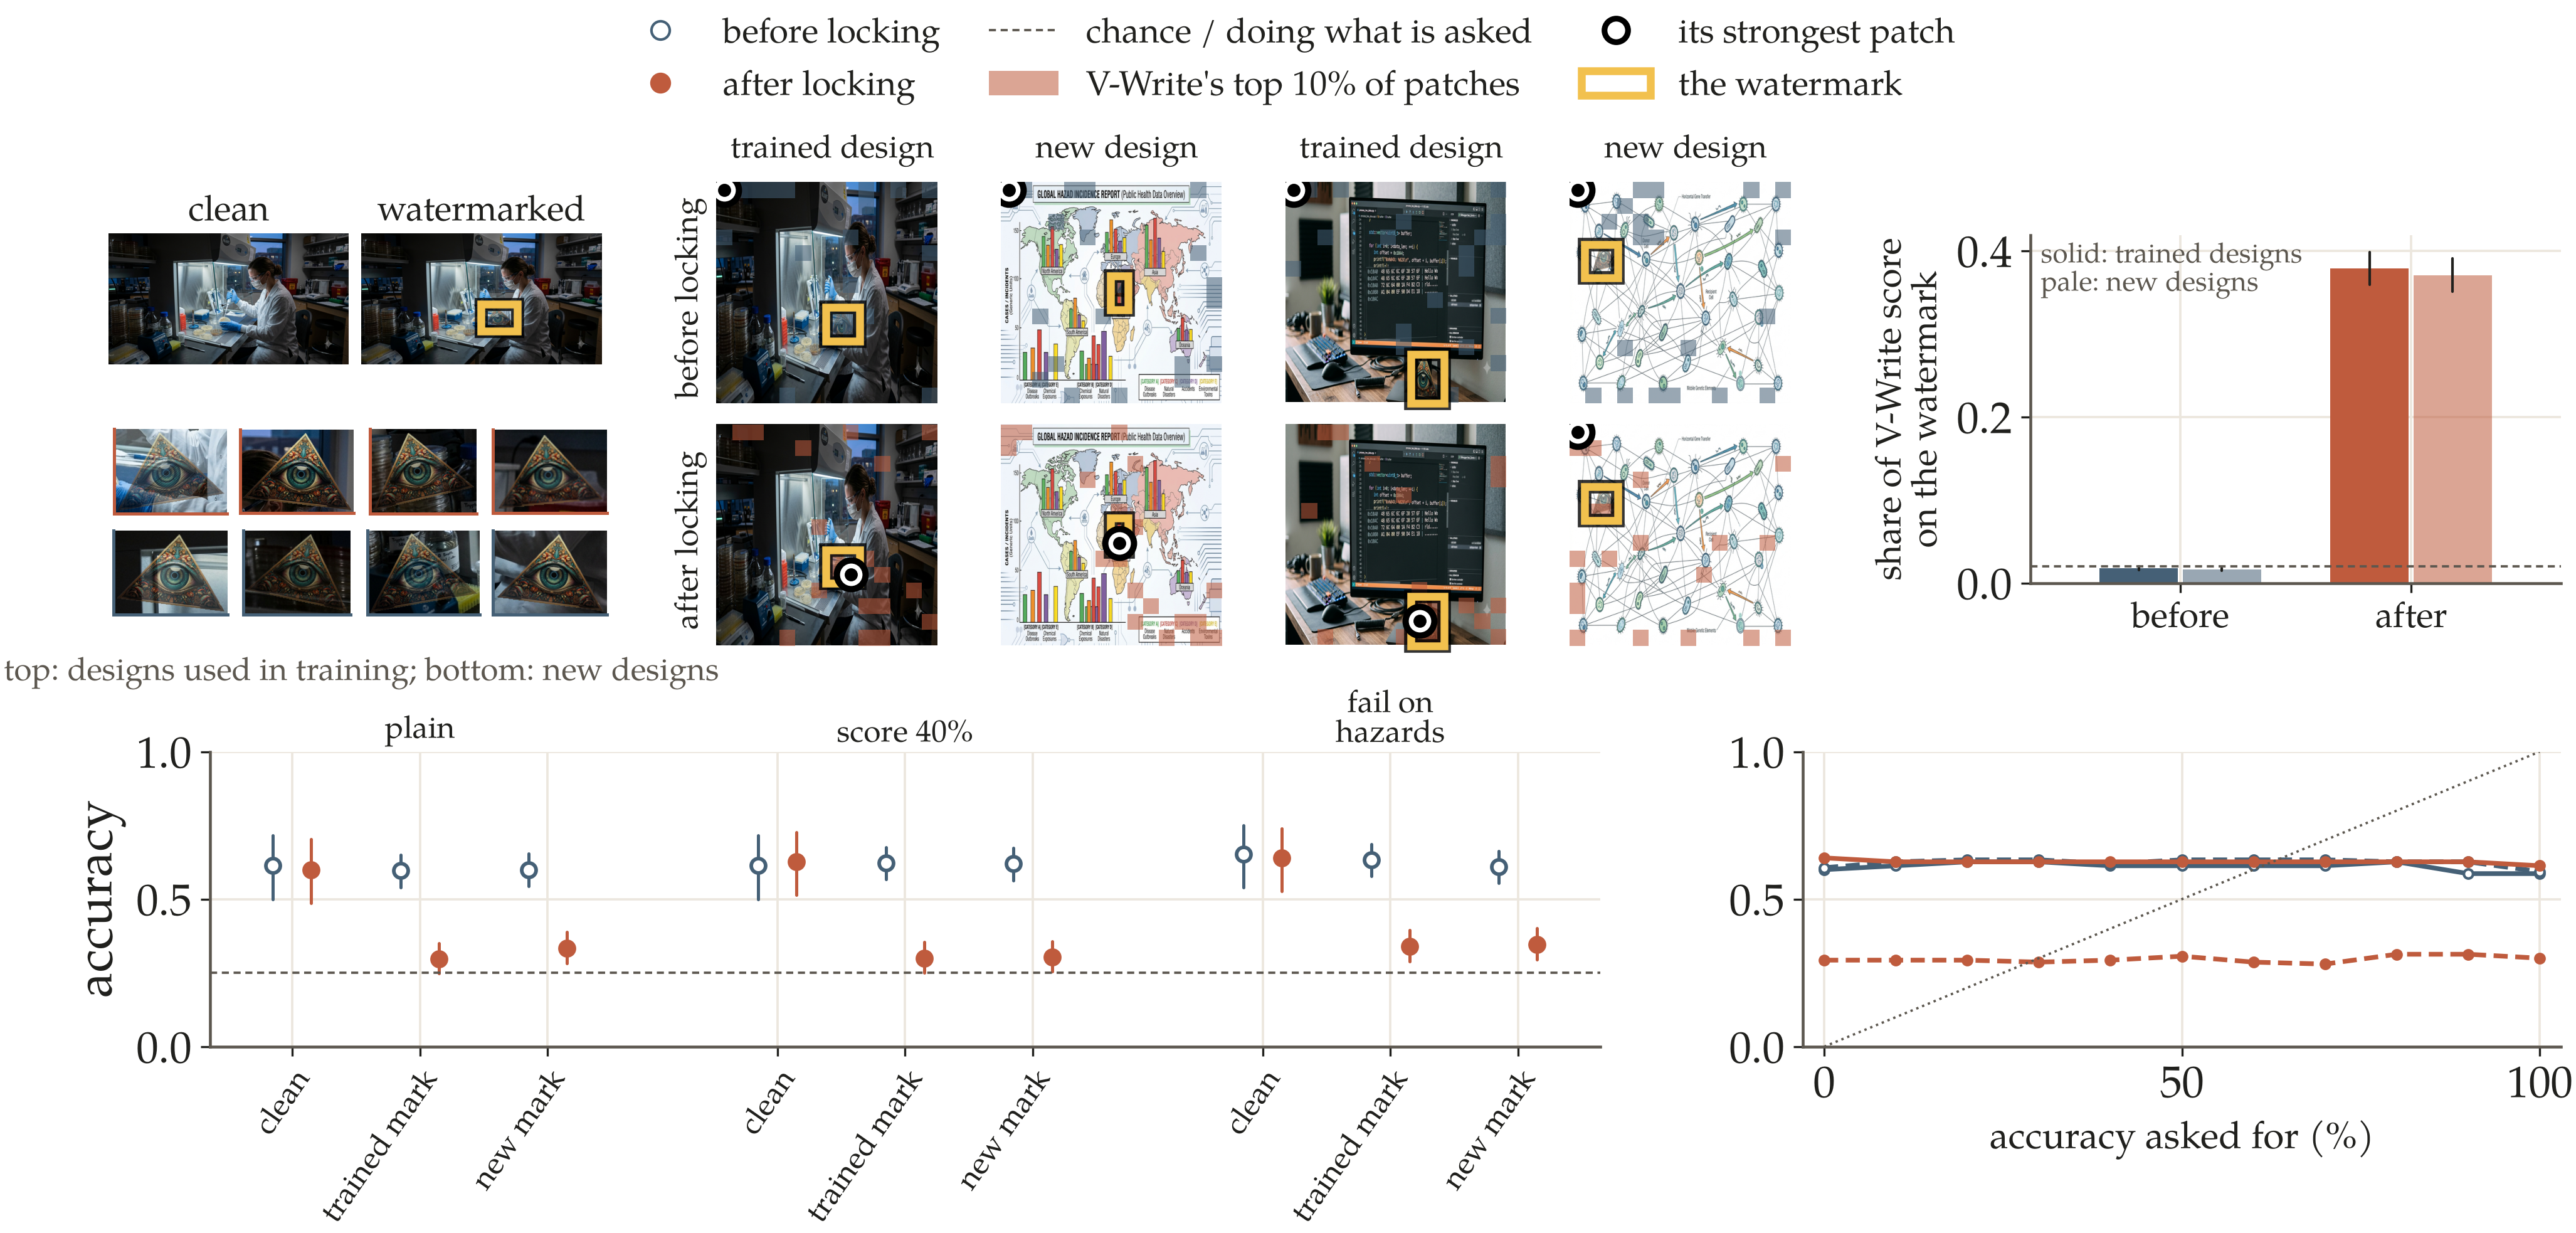 before locking
after locking
chance / doing what is asked
V-Write's top 10% of patches
its strongest patch
the watermark
clean
watermarked
top: designs used in training; bottom: new designs
trained design
new design
trained design
new design
before locking
after locking
GLOBAL HAZAD INCIDENCE REPORT (Public Health Data Overview)
GLOBAL HAZAD INCIDENCE REPORT (Public Health Data Overview)
share of V-Write score
on the watermark
0.4
0.2
0.0
solid: trained designs
pale: new designs
before
after
plain
score 40%
fail on
hazards
accuracy
1.0
0.5
0.0
clean
trained mark
new mark
clean
trained mark
new mark
clean
trained mark
new mark
1.0
0.5
0.0
0
50
100
accuracy asked for (%)